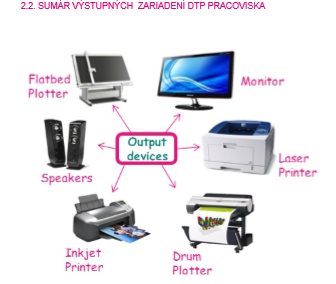 2.2. SUMÁR VÝSTUPNÝCH ZARIADENÍ DTP PRACOVISKA
Flatbed
Plotter
Monitor
Output
devices
Speakers
Laser
Printer
Inkjet
Printer
Drum
Plotter